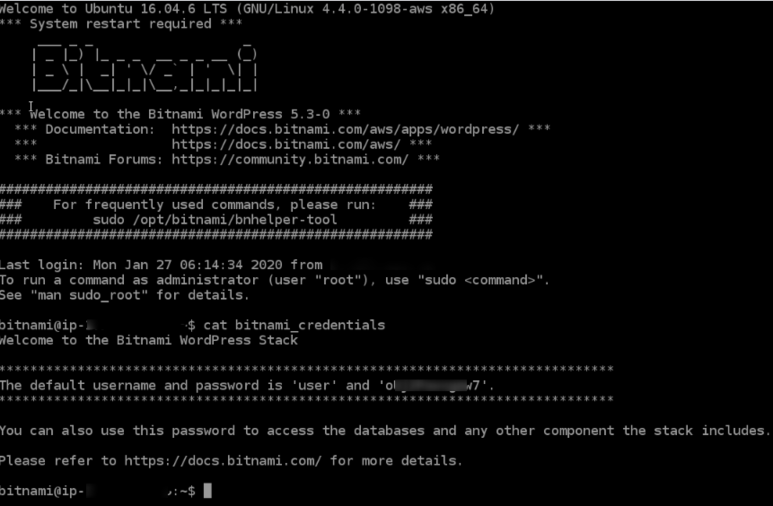 Welcome to Ubuntu 16.04.6 LTS (GNU/Linux 4.4.0-1098-aws x86_64)
*** System restart required ***
Bitnami
*** Welcome to the Bitnami WordPress 5.3-0 ***
*** Documentation:  https://docs.bitnami.com/aws/apps/wordpress/ ***
***                 https://docs.bitnami.com/aws/ ***
*** Bitnami Forums: https://community.bitnami.com/ ***
#######################################################
###    For frequently used commands, please run:    ###
###         sudo /opt/bitnami/bnhelper-tool         ###
#######################################################
Last login: Mon Jan 27 06:14:34 2020 from
To run a command as administrator (user "root"), use "sudo <command>".
See "man sudo_root" for details.
bitnami@ip- $ cat bitnami_credentials
Welcome to the Bitnami WordPress Stack
******************************************************************************
The default username and password is 'user' and
******************************************************************************
You can also use this password to access the databases and any other component the stack includes.
Please refer to https://docs.bitnami.com/ for more details.
bitnami@ip- :~$